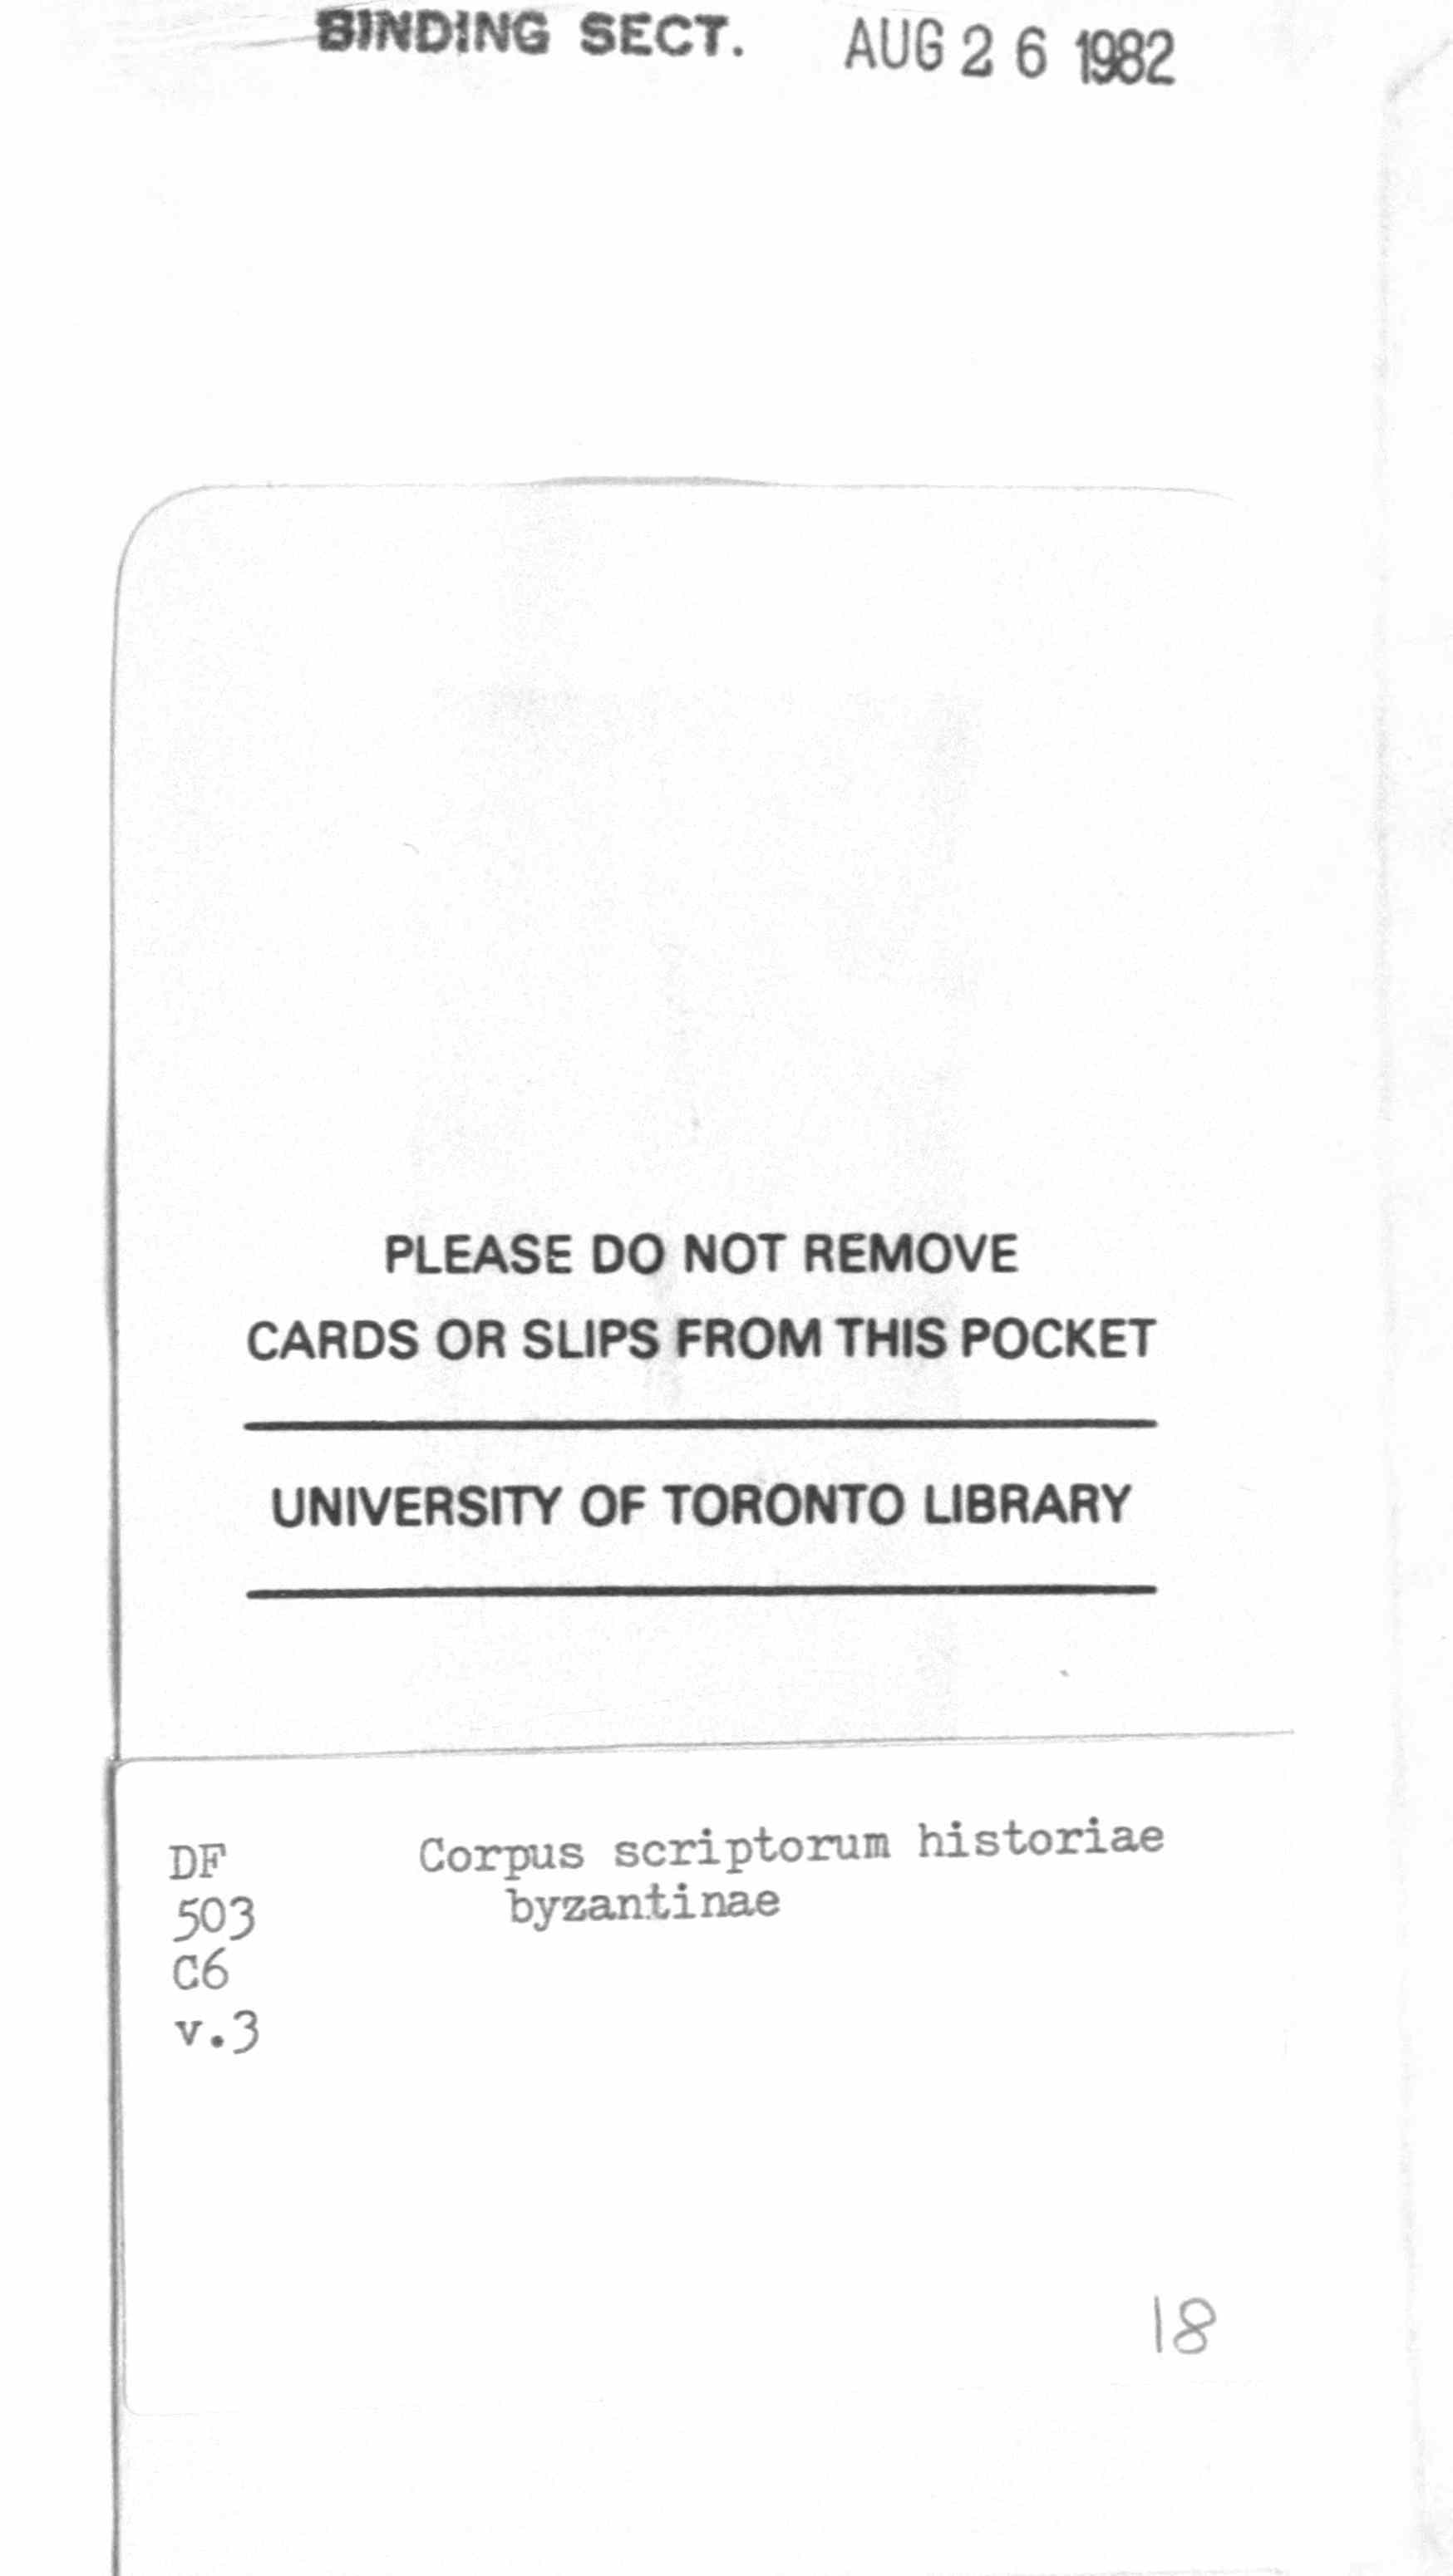 BINDING SECT. AUG 26 1982
PLEASE DO NOT REMOVE
CARDS OR SLIPS FROM THIS POCKET
UNIVERSITY OF TORONTO LIBRARY
DF Corpus scriptorum historiae
503 byzantinae
C6
v.3
18